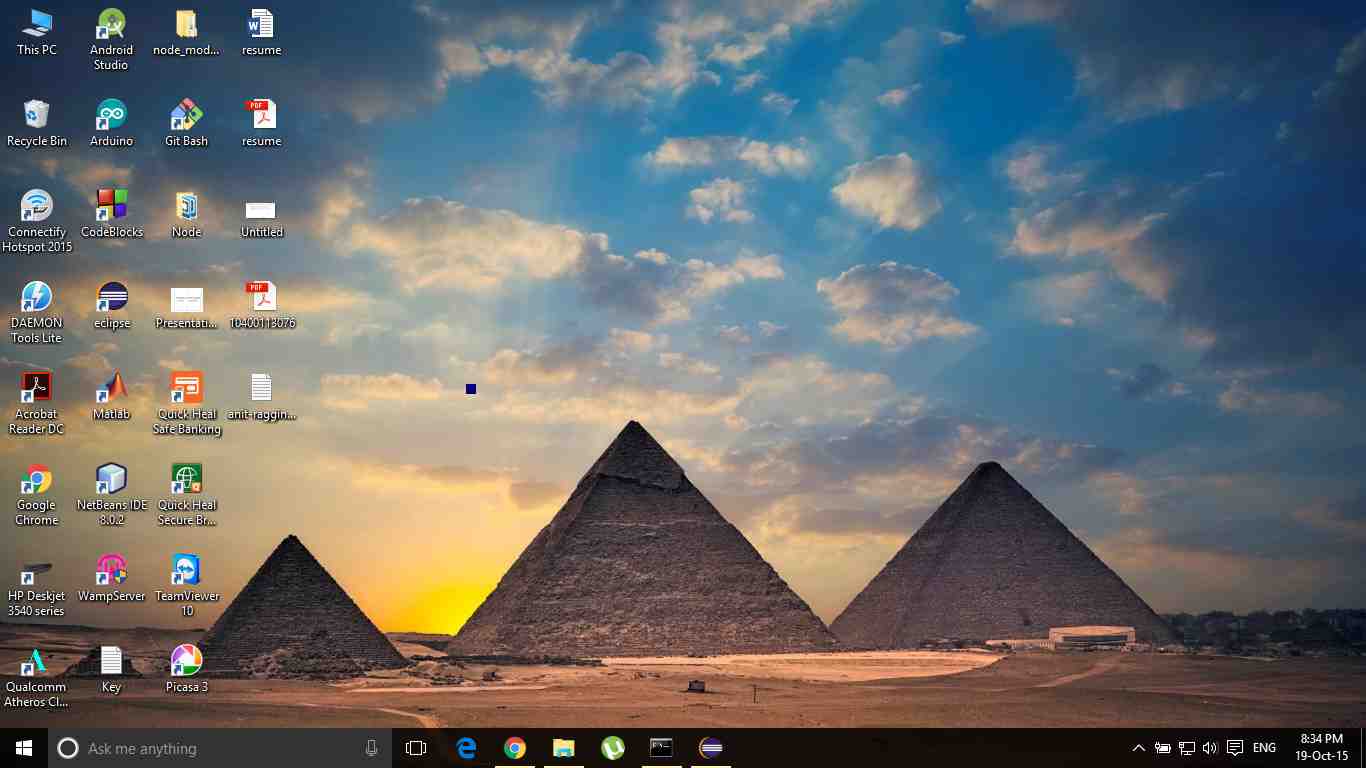 This PC
Android
Studio
node_mod...
resume
Recycle Bin
Arduino
Git Bash
PDF
resume
Connectify
Hotspot 2015
CodeBlocks
Node
Untitled
DAEMON
Tools Lite
eclipse
Presentati...
PDF
10400113076
Acrobat
Reader DC
Matlab
Quick Heal
Safe Banking
anit-raggin...
Google
Chrome
NetBeans IDE
8.0.2
Quick Heal
Secure Br...
HP Deskjet
3540 series
WampServer
TeamViewer
10
Qualcomm
Atheros Cl...
Key
Picasa 3
Ask me anything
ENG
8:34 PM
19-Oct-15